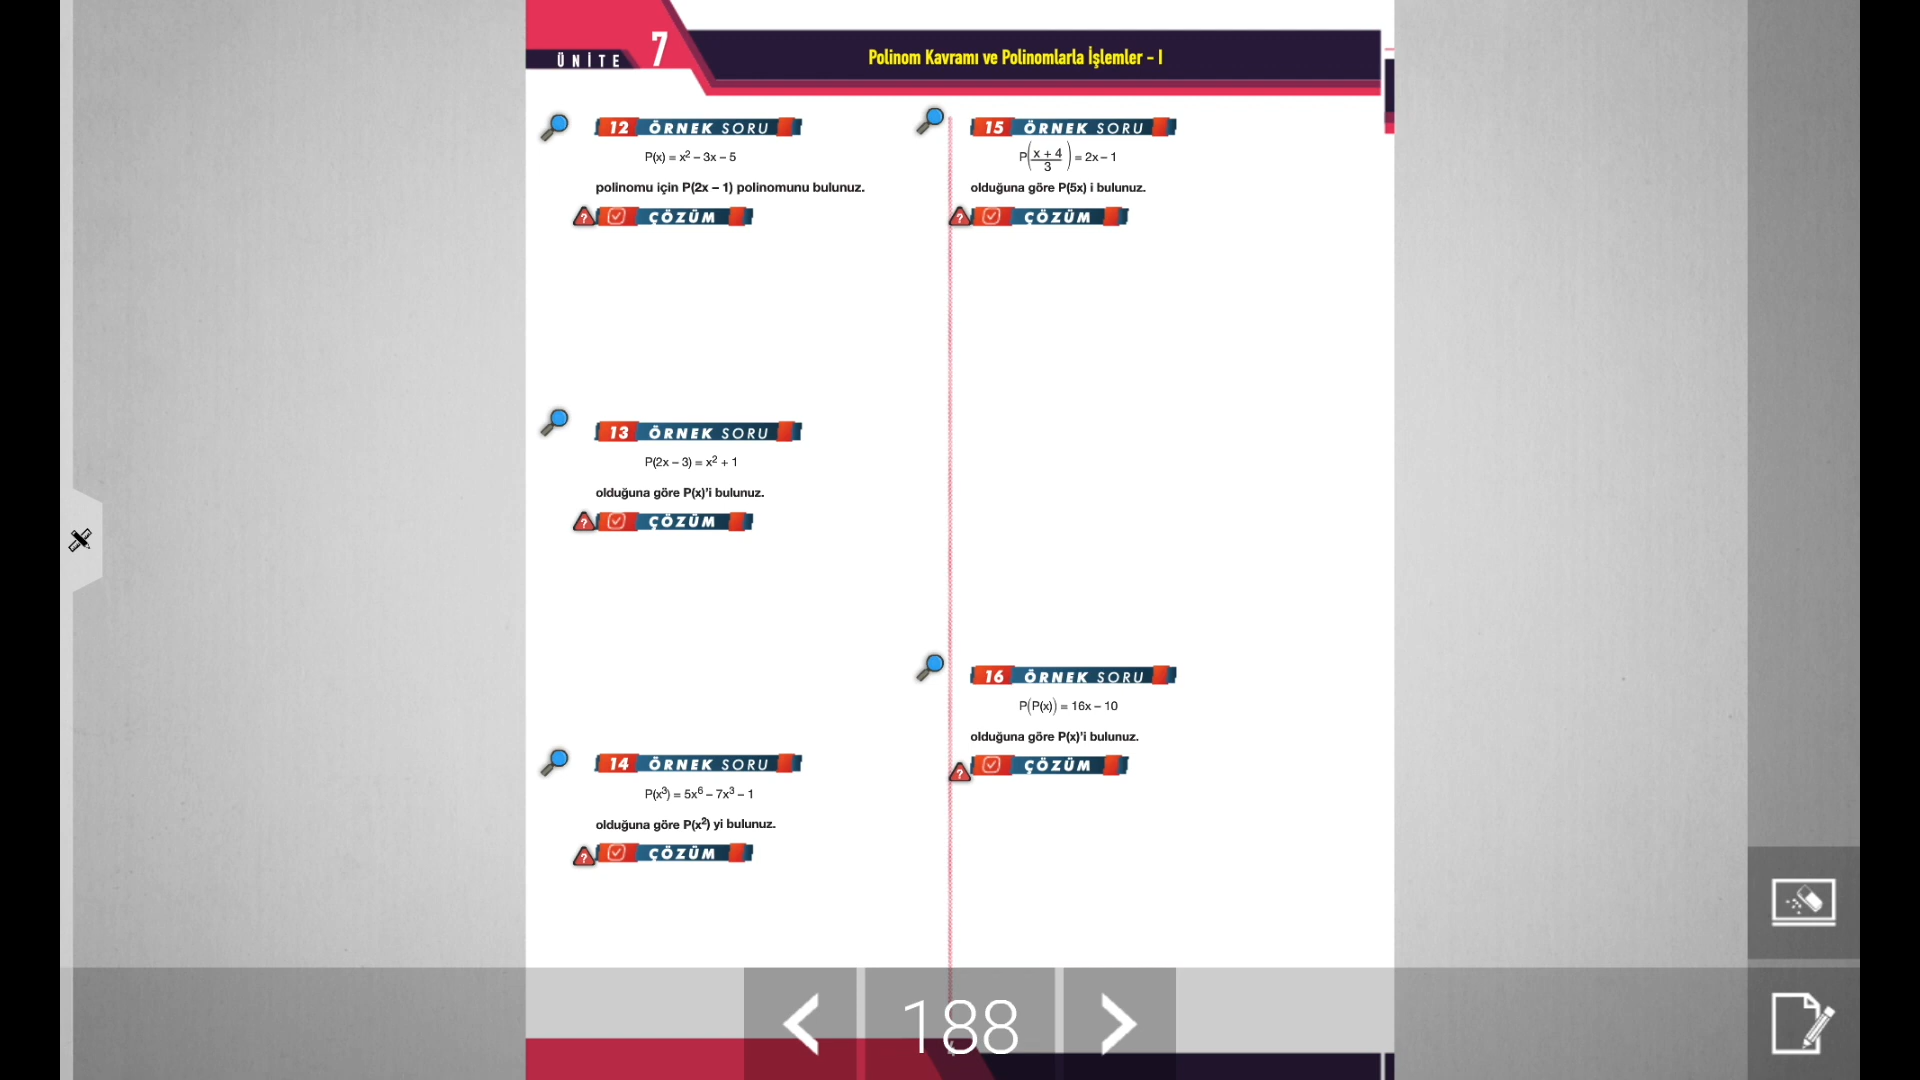 ÜNİTE 7
Polinom Kavramı ve Polinomlarla İşlemler - I
12 ÖRNEK SORU
P(x) = x² – 3x – 5
polinomu için P(2x – 1) polinomunu bulunuz.
? ÇÖZÜM
13 ÖRNEK SORU
P(2x – 3) = x² + 1
olduğuna göre P(x)'i bulunuz.
? ÇÖZÜM
14 ÖRNEK SORU
P(x³) = 5x⁶ – 7x³ – 1
olduğuna göre P(x²) yi bulunuz.
? ÇÖZÜM
15 ÖRNEK SORU
P((x + 4)/3) = 2x – 1
olduğuna göre P(5x) i bulunuz.
? ÇÖZÜM
16 ÖRNEK SORU
P(P(x)) = 16x – 10
olduğuna göre P(x)'i bulunuz.
? ÇÖZÜM
188